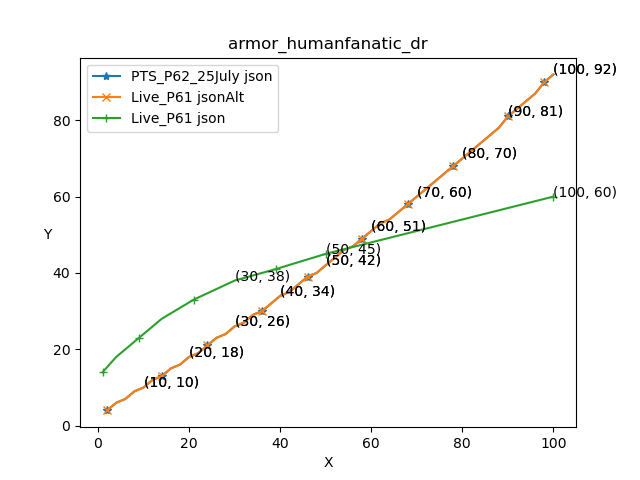 armor_humanfanatic_dr
PTS_P62_25July json
Live_P61 jsonAlt
Live_P61 json
(100, 92)
(90, 81)
(80, 70)
(70, 60)
(100, 60)
(60, 51)
(50, 45)
(50, 42)
(30, 38)
(40, 34)
(30, 26)
(20, 18)
(10, 10)
80
60
40
20
0
Y
0 20 40 60 80 100
X